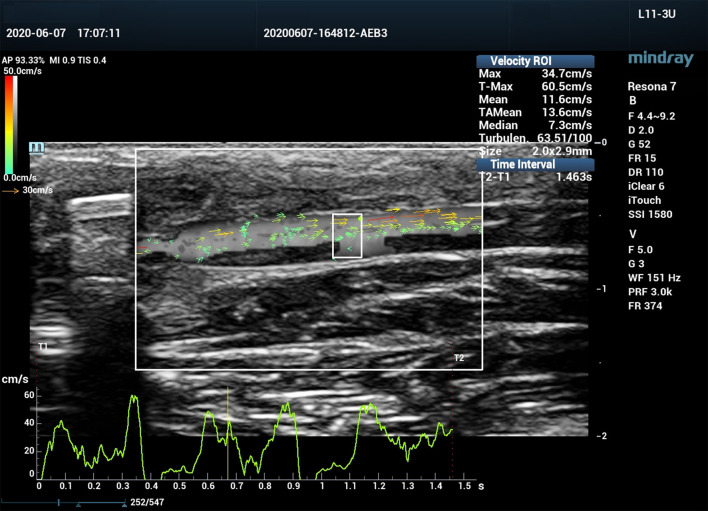 L11-3U
2020-06-07 17:07:11 20200607-164812-AEB3
mindray
AP 93.33% MI 0.9 TIS 0.4
50.0cm/s
0.0cm/s
30cm/s
m
Velocity ROI
Max 34.7cm/s
T-Max 60.5cm/s
Mean 11.6cm/s
TAMean 13.6cm/s
Median 7.3cm/s
Turbulen. 63.51/100
Size 2.0x2.9mm
Time Interval
T2-T1 1.463s
Resona 7
B
F 4.4~9.2
D 2.0
G 52
FR 15
DR 110
iClear 6
iTouch
SSI 1580
V
F 5.0
G 3
WF 151 Hz
PRF 3.0k
FR 374
0
1
2
T1
T2
cm/s
60
40
20
0
0 0.1 0.2 0.3 0.4 0.5 0.6 0.7 0.8 0.9 1.0 1.1 1.2 1.3 1.4 1.5 s
252/547